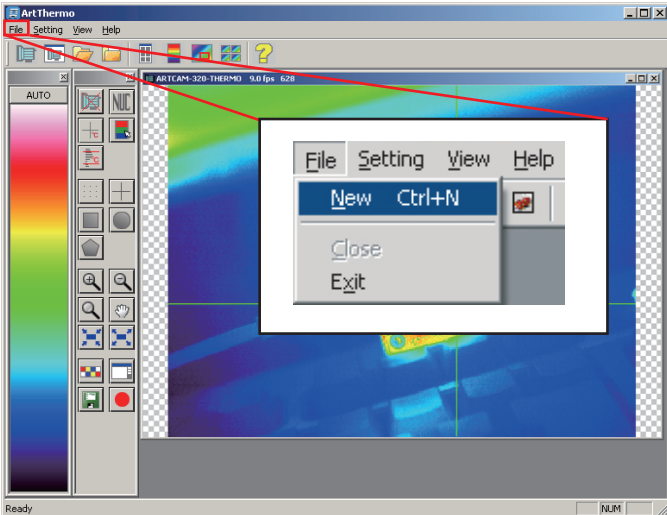 ArtThermo
File Setting View Help
AUTO
NUC
ARTCAM-320-THERMO 9.0 fps 628
File Setting View Help
New Ctrl+N
Close
Exit
Ready
NUM